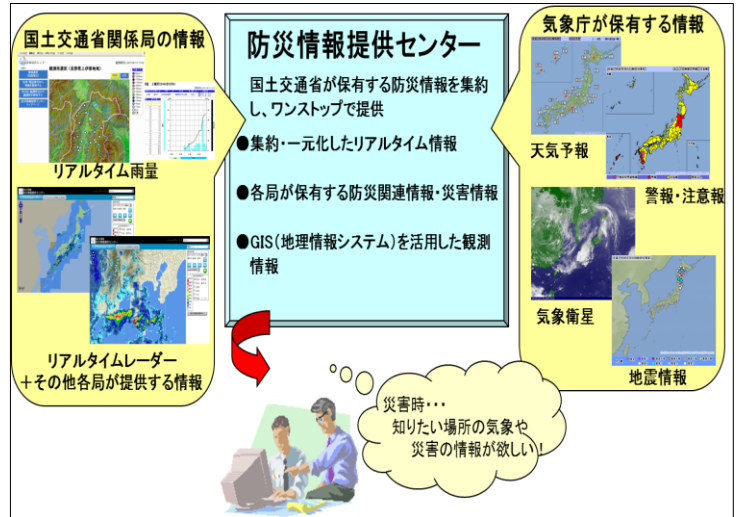 国土交通省関係局の情報
リアルタイム雨量
リアルタイムレーダー
+その他各局が提供する情報
防災情報提供センター
国土交通省が保有する防災情報を集約
し、ワンストップで提供
●集約・一元化したリアルタイム情報
●各局が保有する防災関連情報・災害情報
●GIS(地理情報システム)を活用した観測
情報
気象庁が保有する情報
天気予報
警報・注意報
気象衛星
地震情報
災害時・・・
知りたい場所の気象や
災害の情報が欲しい!